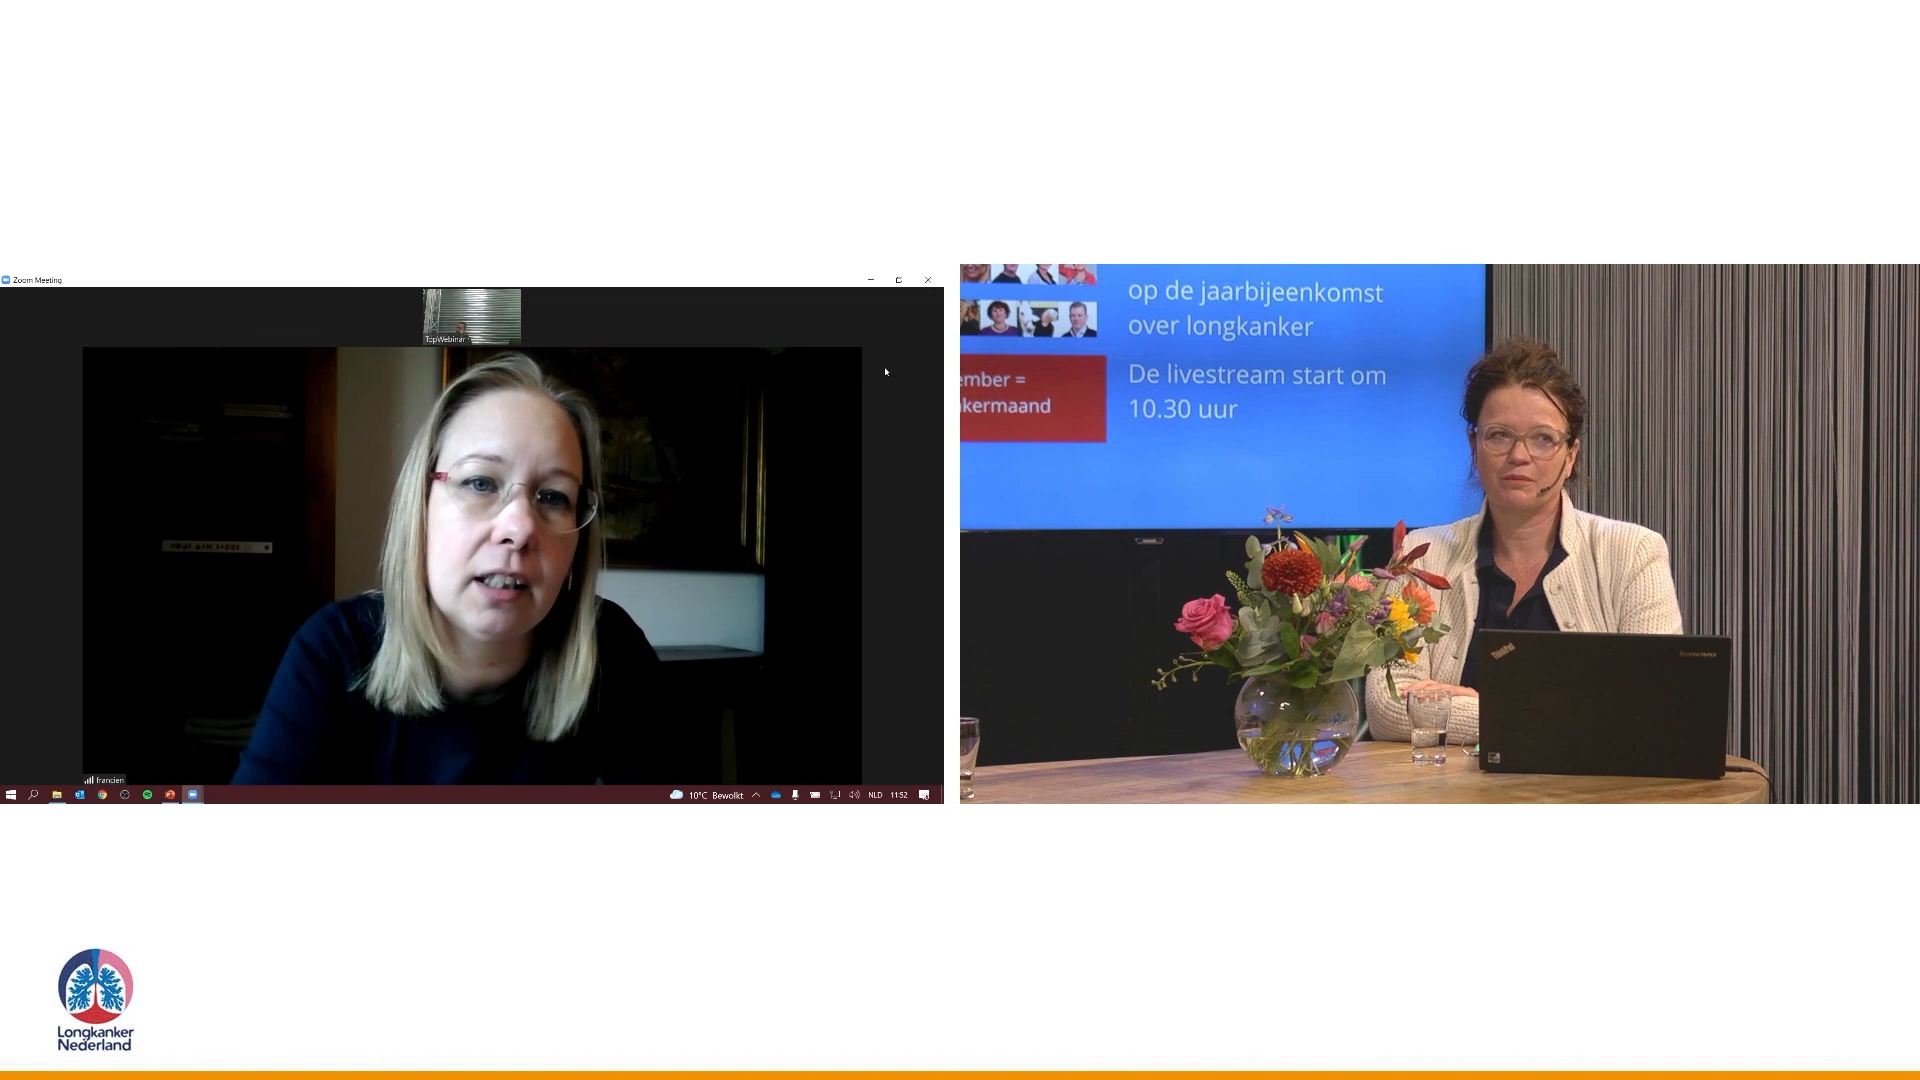 Zoom Meeting
TopWebinar
francien
10°C Bewolkt
NLD
11:52
op de jaarbijeenkomst
over longkanker
De livestream start om
10.30 uur
ember =
kermaand
ThinkPad
Longkanker
Nederland